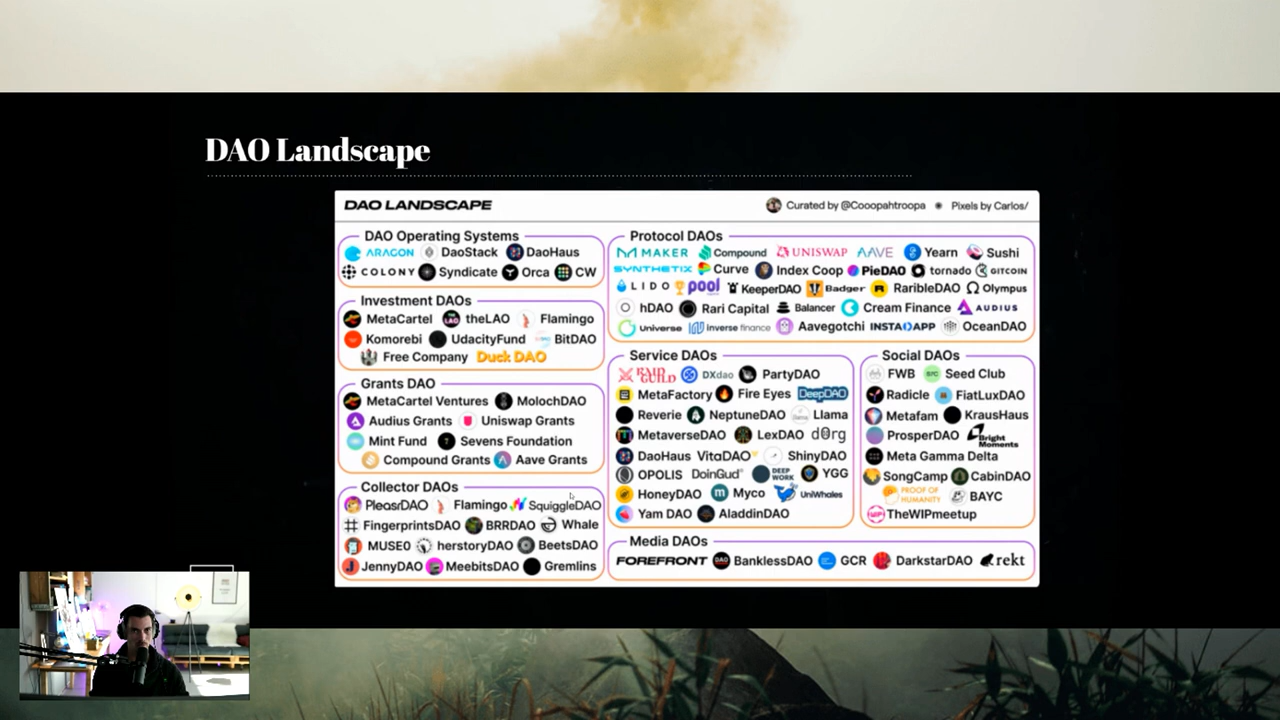 DAO Landscape
DAO LANDSCAPE
Curated by @Cooopahtroopa
Pixels by Carlos/
DAO Operating Systems
ARAGON DaoStack DaoHaus
COLONY Syndicate Orca CW
Investment DAOs
MetaCartel theLAO Flamingo
Komorebi UdacityFund BitDAO
Free Company Duck DAO
Grants DAO
MetaCartel Ventures MolochDAO
Audius Grants Uniswap Grants
Mint Fund Sevens Foundation
Compound Grants Aave Grants
Collector DAOs
PleasrDAO Flamingo SquiggleDAO
FingerprintsDAO BRRDAO Whale
MUSE0 herstoryDAO BeetsDAO
JennyDAO MeebitsDAO Gremlins
Protocol DAOs
MAKER Compound UNISWAP AAVE Yearn Sushi
SYNTHETIX Curve Index Coop PieDAO tornado GITCOIN
LIDO pool KeeperDAO Badger RaribleDAO Olympus
hDAO Rari Capital Balancer Cream Finance AUDIUS
Universe inverse finance Aavegotchi INSTADAPP OceanDAO
Service DAOs
RAID GUILD DXdao PartyDAO
MetaFactory Fire Eyes DeepDAO
Reverie NeptuneDAO Llama
MetaverseDAO LexDAO dOrg
DaoHaus VitaDAO ShinyDAO
OPOLIS DoinGud DEEP WORK YGG
HoneyDAO Myco UniWhales
Yam DAO AladdinDAO
Social DAOs
FWB Seed Club
Radicle FiatLuxDAO
Metafam KrausHaus
ProsperDAO Bright Moments
Meta Gamma Delta
SongCamp CabinDAO
PROOF OF HUMANITY BAYC
TheWIPmeetup
Media DAOs
FOREFRONT BanklessDAO GCR DarkstarDAO rekt